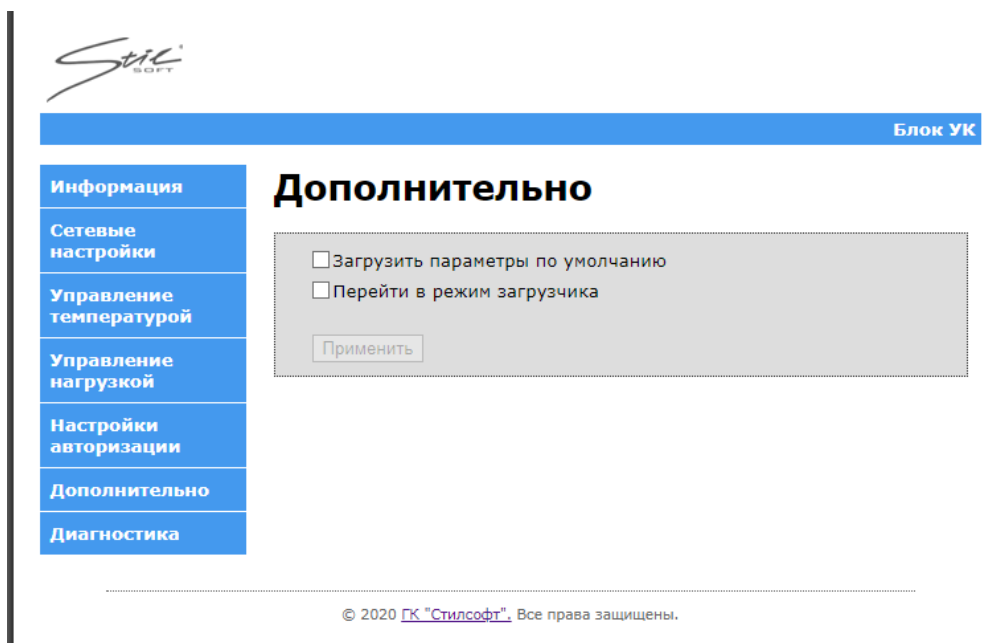 Stil
SOFT
Блок УК
Информация
Сетевые
настройки
Управление
температурой
Управление
нагрузкой
Настройки
авторизации
Дополнительно
Диагностика
Дополнительно
Загрузить параметры по умолчанию
Перейти в режим загрузчика
Применить
© 2020 ГК "Стилсофт". Все права защищены.